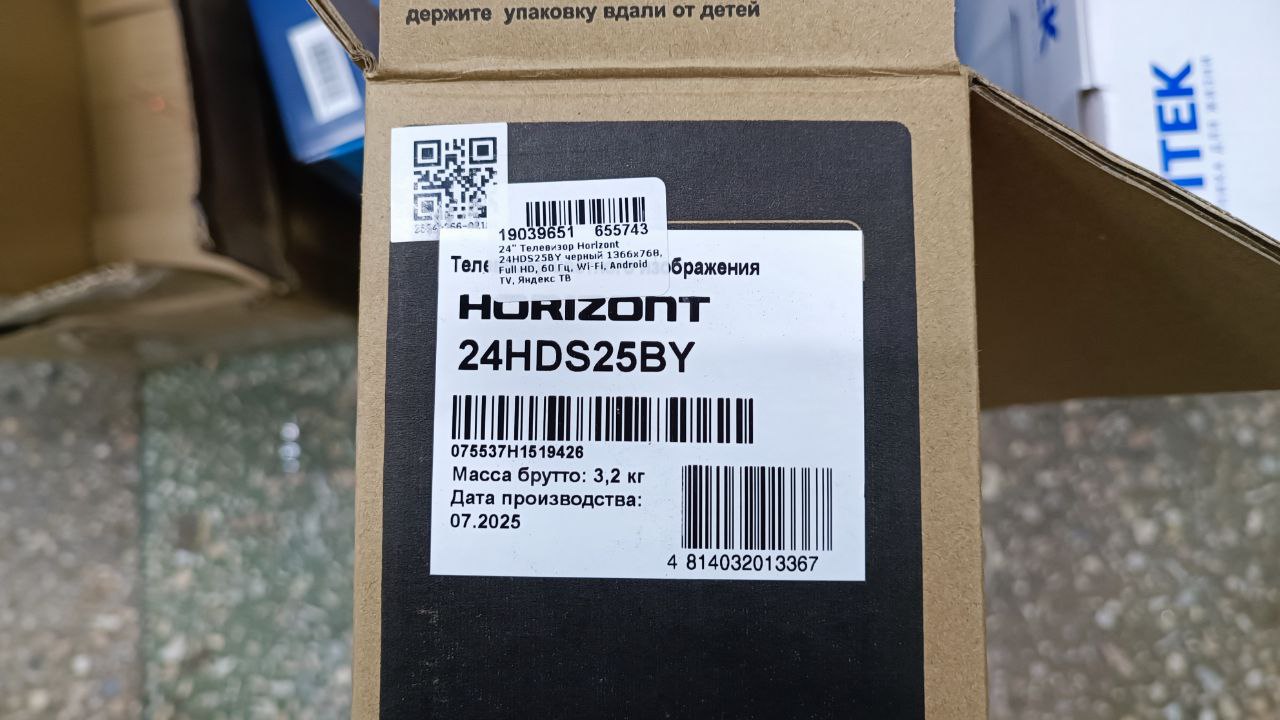 держите упаковку вдали от детей
19039651 655743
24" Телевизор Horizont
24HDS25BY черный 1366x768,
Full HD, 60 Гц, Wi-Fi, Android
TV, Яндекс ТВ
изображения
HORIZONT
24HDS25BY
075537H1519426
Масса брутто: 3,2 кг
Дата производства:
07.2025
4 814032013367
ITEK